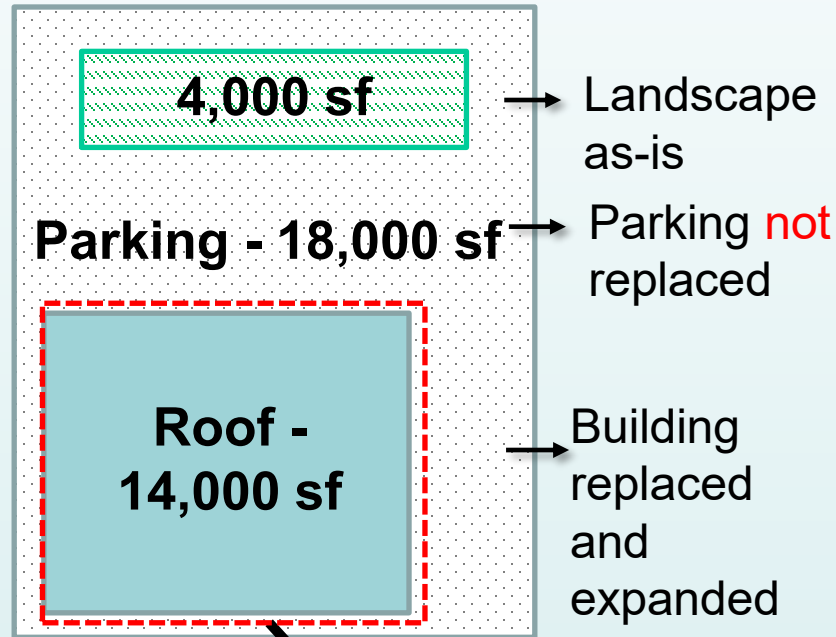 4,000 sf
Landscape
as-is
Parking - 18,000 sf
Parking not
replaced
Roof -
14,000 sf
Building
replaced
and
expanded